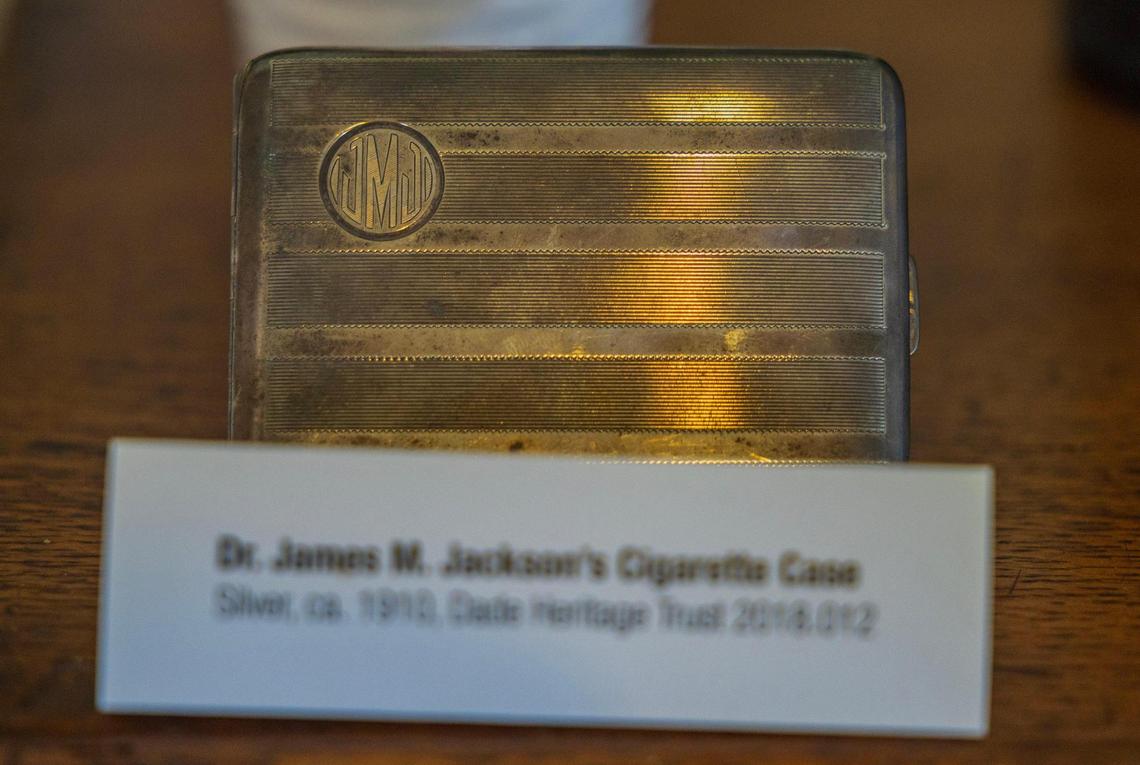 JMJ
Dr. James M. Jackson's Cigarette Case
Silver, ca. 1910, Dade Heritage Trust 2018.012